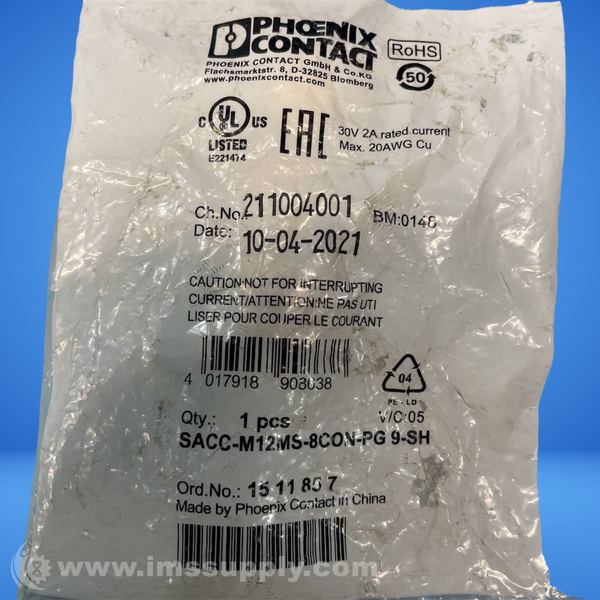 PHOENIX
CONTACT
RoHS
PHOENIX CONTACT GmbH & Co.KG
Flachsmarktstr. 8, D-32825 Blomberg
www.phoenixcontact.com
50
C UL US
LISTED
E221474
EAC
30V 2A rated current
Max. 20AWG Cu
Ch.No. 211004001 BM:0148
Date: 10-04-2021
CAUTION:NOT FOR INTERRUPTING
CURRENT/ATTENTION:NE PAS UTI
LISER POUR COUPER LE COURANT
4 017918 908638
04
PE-LD
Qty.: 1 pcs V/C:05
SACC-M12MS-8CON-PG 9-SH
Ord.No.: 15 11 85 7
Made by Phoenix Contact in China
www.imssupply.com